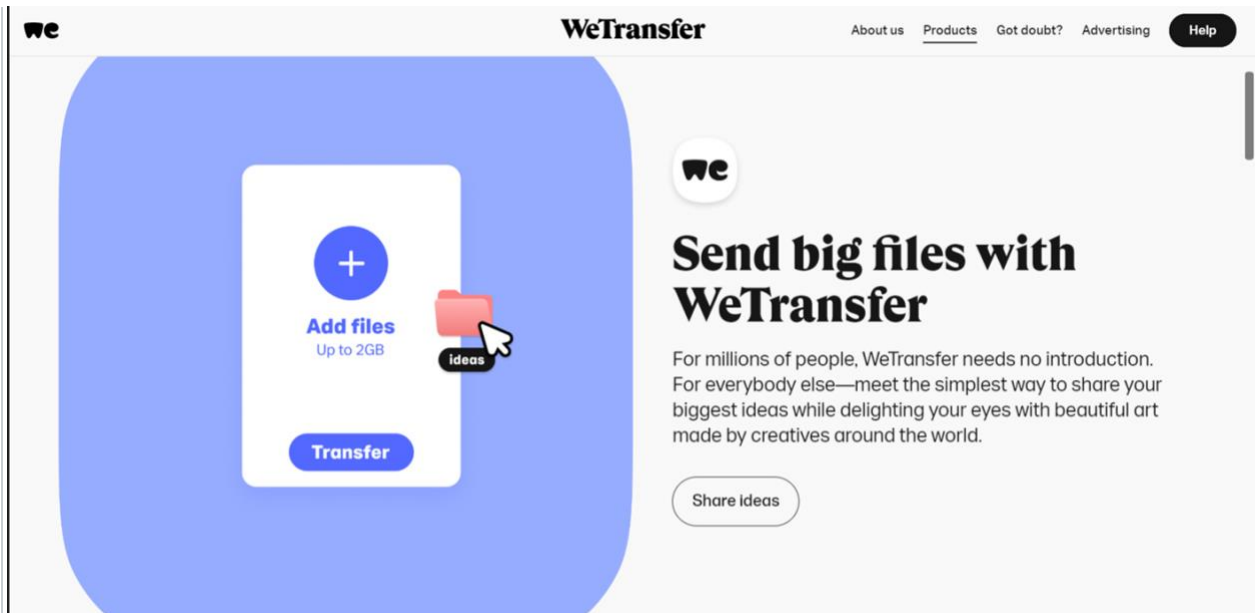 we
WeTransfer
About us
Products
Got doubt?
Advertising
Help
Add files
Up to 2GB
ideas
Transfer
we
Send big files with
WeTransfer
For millions of people, WeTransfer needs no introduction.
For everybody else—meet the simplest way to share your
biggest ideas while delighting your eyes with beautiful art
made by creatives around the world.
Share ideas